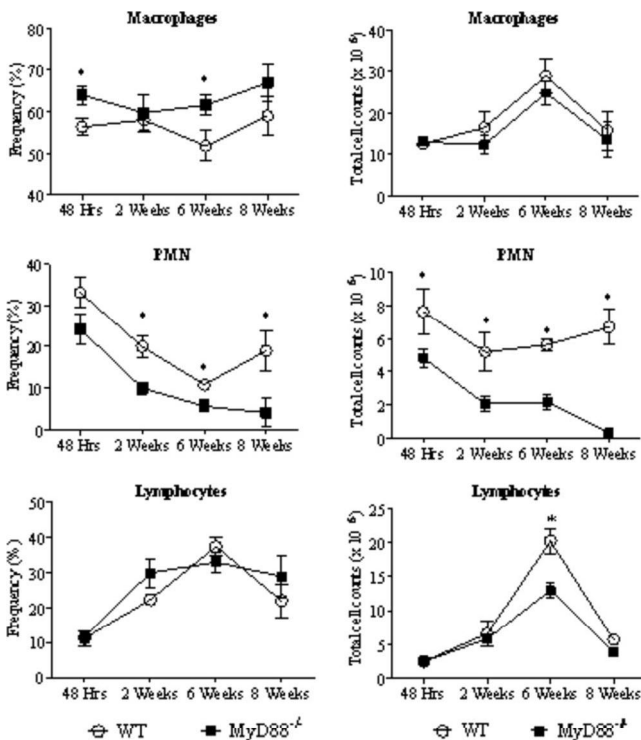 Macrophages
Frequency (%)
80
70
60
50
40
48 Hrs 2 Weeks 6 Weeks 8 Weeks
Macrophages
Total cell counts (x 10 6)
40
30
20
10
0
48 Hrs 2 Weeks 6 Weeks 8 Weeks
PMN
Frequency (%)
40
30
20
10
0
48 Hrs 2 Weeks 6 Weeks 8 Weeks
PMN
Total cell counts (x 10 6)
10
8
6
4
2
0
48 Hrs 2 Weeks 6 Weeks 8 Weeks
Lymphocytes
Frequency (%)
50
40
30
20
10
0
48 Hrs 2 Weeks 6 Weeks 8 Weeks
Lymphocytes
Total cell counts (x 10 6)
25
20
15
10
5
0
*
48 Hrs 2 Weeks 6 Weeks 8 Weeks
WT MyD88-/-
WT MyD88-/-